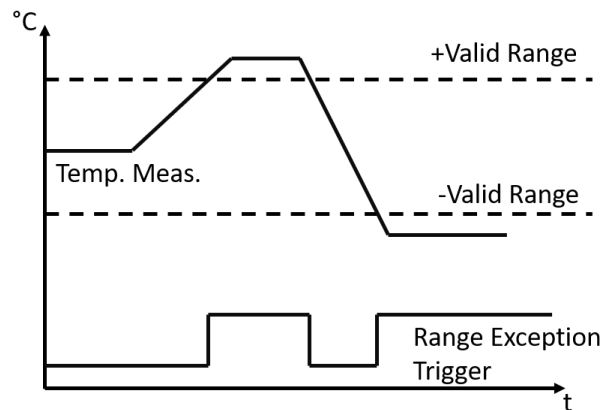 °C
+Valid Range
Temp. Meas.
-Valid Range
Range Exception
Trigger
t